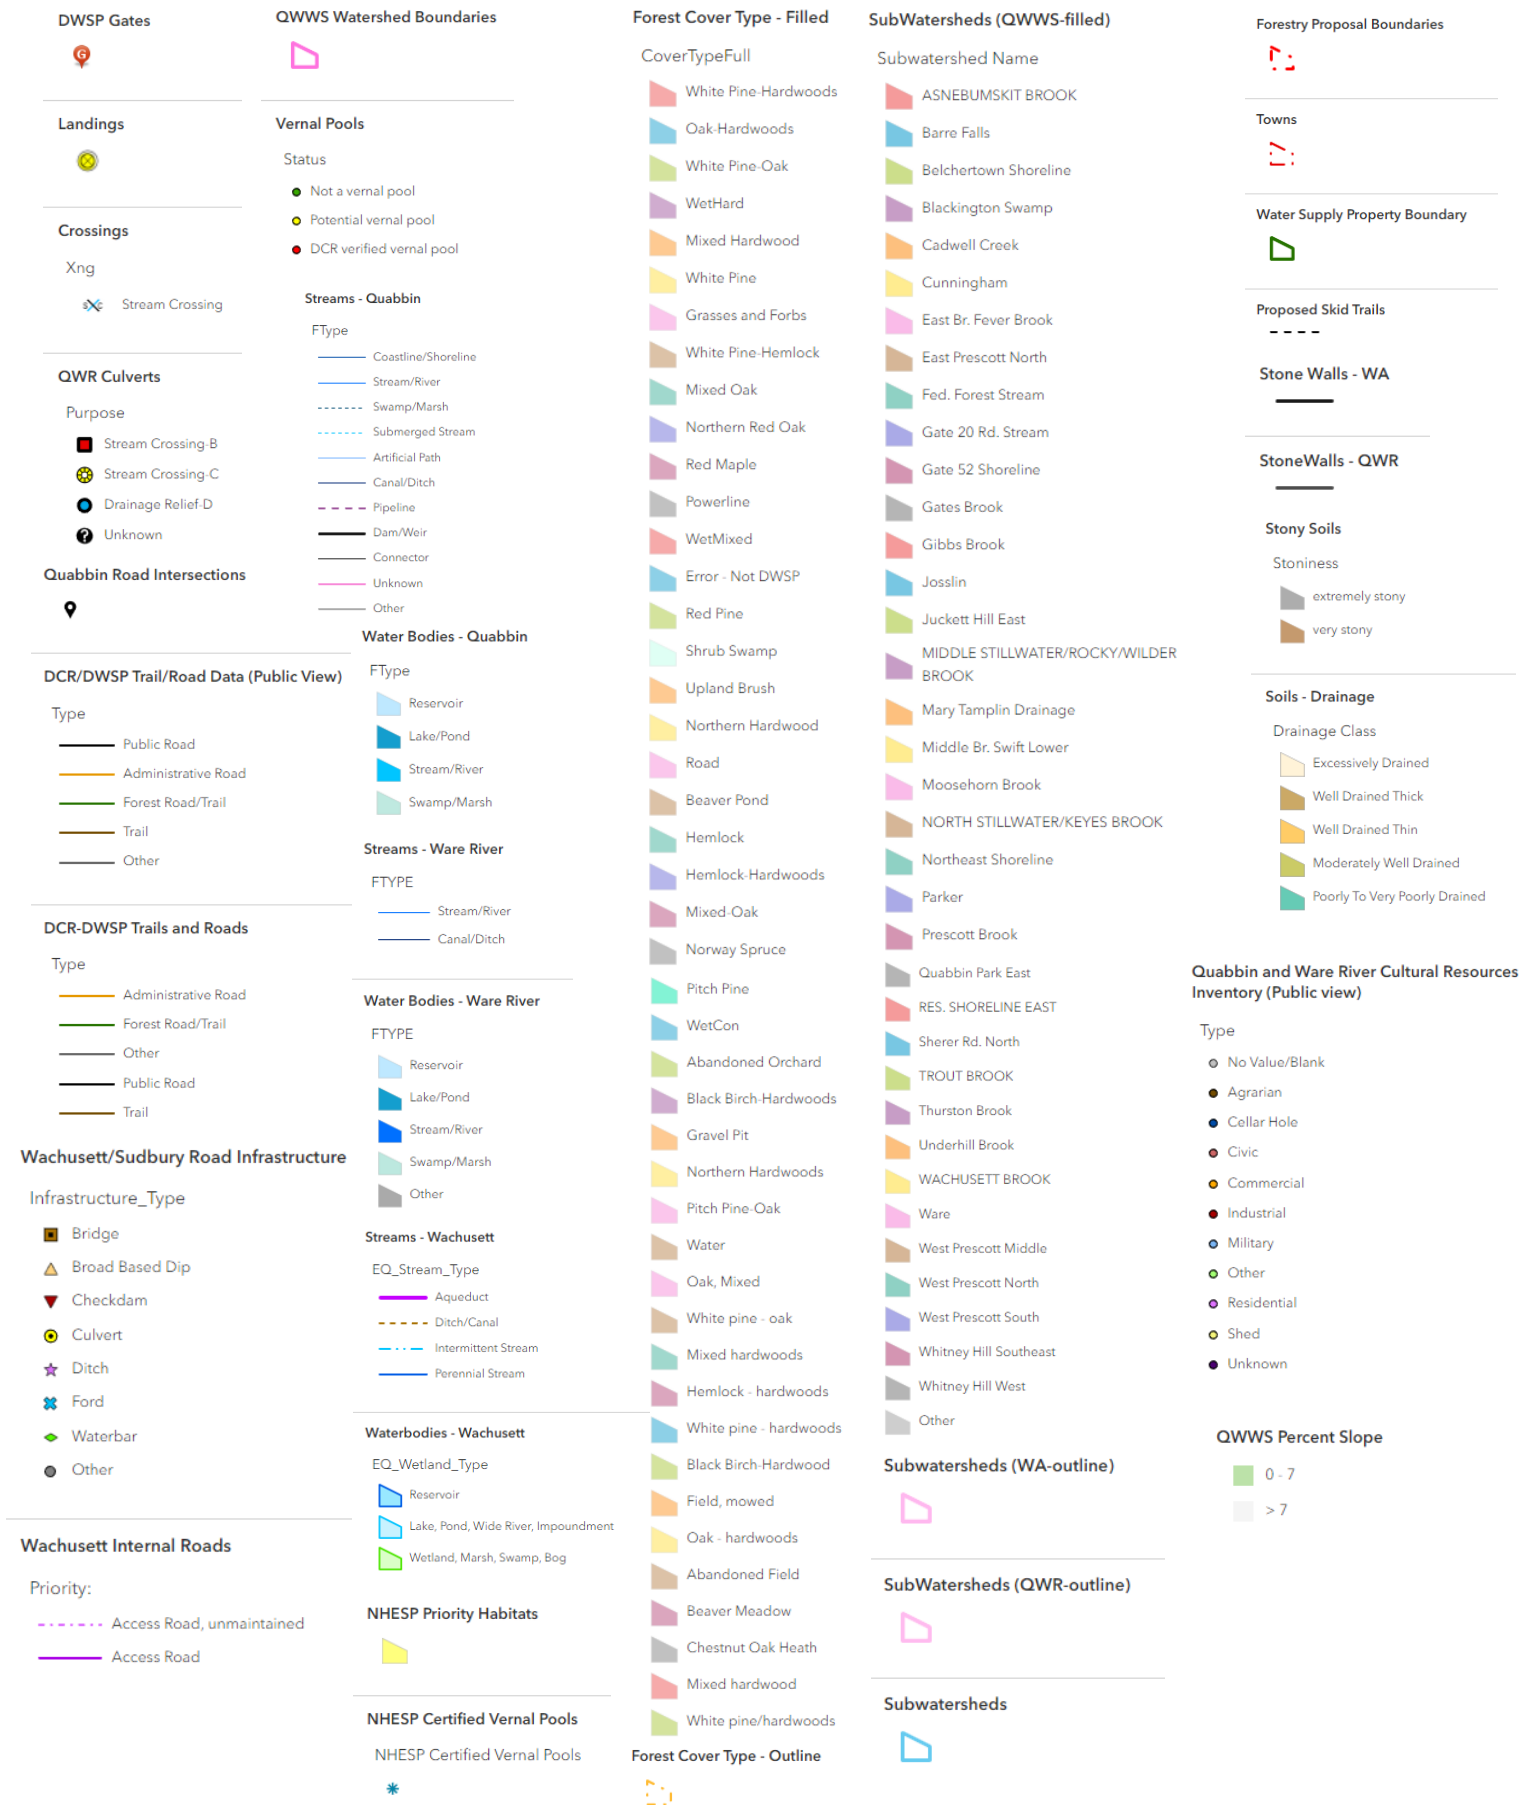 DWSP Gates
G
Landings
Crossings
Xng
Stream Crossing
QWR Culverts
Purpose
Stream Crossing-B
Stream Crossing-C
Drainage Relief-D
? Unknown
Quabbin Road Intersections
DCR/DWSP Trail/Road Data (Public View)
Type
Public Road
Administrative Road
Forest Road/Trail
Trail
Other
DCR-DWSP Trails and Roads
Type
Administrative Road
Forest Road/Trail
Other
Public Road
Trail
Wachusett/Sudbury Road Infrastructure
Infrastructure_Type
Bridge
Broad Based Dip
Checkdam
Culvert
Ditch
Ford
Waterbar
Other
Wachusett Internal Roads
Priority:
Access Road, unmaintained
Access Road
QWWS Watershed Boundaries
Vernal Pools
Status
Not a vernal pool
Potential vernal pool
DCR verified vernal pool
Streams - Quabbin
FType
Coastline/Shoreline
Stream/River
Swamp/Marsh
Submerged Stream
Artificial Path
Canal/Ditch
Pipeline
Dam/Weir
Connector
Unknown
Other
Water Bodies - Quabbin
FType
Reservoir
Lake/Pond
Stream/River
Swamp/Marsh
Streams - Ware River
FTYPE
Stream/River
Canal/Ditch
Water Bodies - Ware River
FTYPE
Reservoir
Lake/Pond
Stream/River
Swamp/Marsh
Other
Streams - Wachusett
EQ_Stream_Type
Aqueduct
Ditch/Canal
Intermittent Stream
Perennial Stream
Waterbodies - Wachusett
EQ_Wetland_Type
Reservoir
Lake, Pond, Wide River, Impoundment
Wetland, Marsh, Swamp, Bog
NHESP Priority Habitats
NHESP Certified Vernal Pools
NHESP Certified Vernal Pools
Forest Cover Type - Filled
CoverTypeFull
White Pine-Hardwoods
Oak-Hardwoods
White Pine-Oak
WetHard
Mixed Hardwood
White Pine
Grasses and Forbs
White Pine-Hemlock
Mixed Oak
Northern Red Oak
Red Maple
Powerline
WetMixed
Error - Not DWSP
Red Pine
Shrub Swamp
Upland Brush
Northern Hardwood
Road
Beaver Pond
Hemlock
Hemlock-Hardwoods
Mixed-Oak
Norway Spruce
Pitch Pine
WetCon
Abandoned Orchard
Black Birch-Hardwoods
Gravel Pit
Northern Hardwoods
Pitch Pine-Oak
Water
Oak, Mixed
White pine - oak
Mixed hardwoods
Hemlock - hardwoods
White pine - hardwoods
Black Birch-Hardwood
Field, mowed
Oak - hardwoods
Abandoned Field
Beaver Meadow
Chestnut Oak Heath
Mixed hardwood
White pine/hardwoods
Forest Cover Type - Outline
SubWatersheds (QWWS-filled)
Subwatershed Name
ASNEBUMSKIT BROOK
Barre Falls
Belchertown Shoreline
Blackington Swamp
Cadwell Creek
Cunningham
East Br. Fever Brook
East Prescott North
Fed. Forest Stream
Gate 20 Rd. Stream
Gate 52 Shoreline
Gates Brook
Gibbs Brook
Josslin
Juckett Hill East
MIDDLE STILLWATER/ROCKY/WILDER
BROOK
Mary Tamplin Drainage
Middle Br. Swift Lower
Moosehorn Brook
NORTH STILLWATER/KEYES BROOK
Northeast Shoreline
Parker
Prescott Brook
Quabbin Park East
RES. SHORELINE EAST
Sherer Rd. North
TROUT BROOK
Thurston Brook
Underhill Brook
WACHUSETT BROOK
Ware
West Prescott Middle
West Prescott North
West Prescott South
Whitney Hill Southeast
Whitney Hill West
Other
Subwatersheds (WA-outline)
SubWatersheds (QWR-outline)
Subwatersheds
Forestry Proposal Boundaries
Towns
Water Supply Property Boundary
Proposed Skid Trails
Stone Walls - WA
StoneWalls - QWR
Stony Soils
Stoniness
extremely stony
very stony
Soils - Drainage
Drainage Class
Excessively Drained
Well Drained Thick
Well Drained Thin
Moderately Well Drained
Poorly To Very Poorly Drained
Quabbin and Ware River Cultural Resources
Inventory (Public view)
Type
No Value/Blank
Agrarian
Cellar Hole
Civic
Commercial
Industrial
Military
Other
Residential
Shed
Unknown
QWWS Percent Slope
0 - 7
> 7